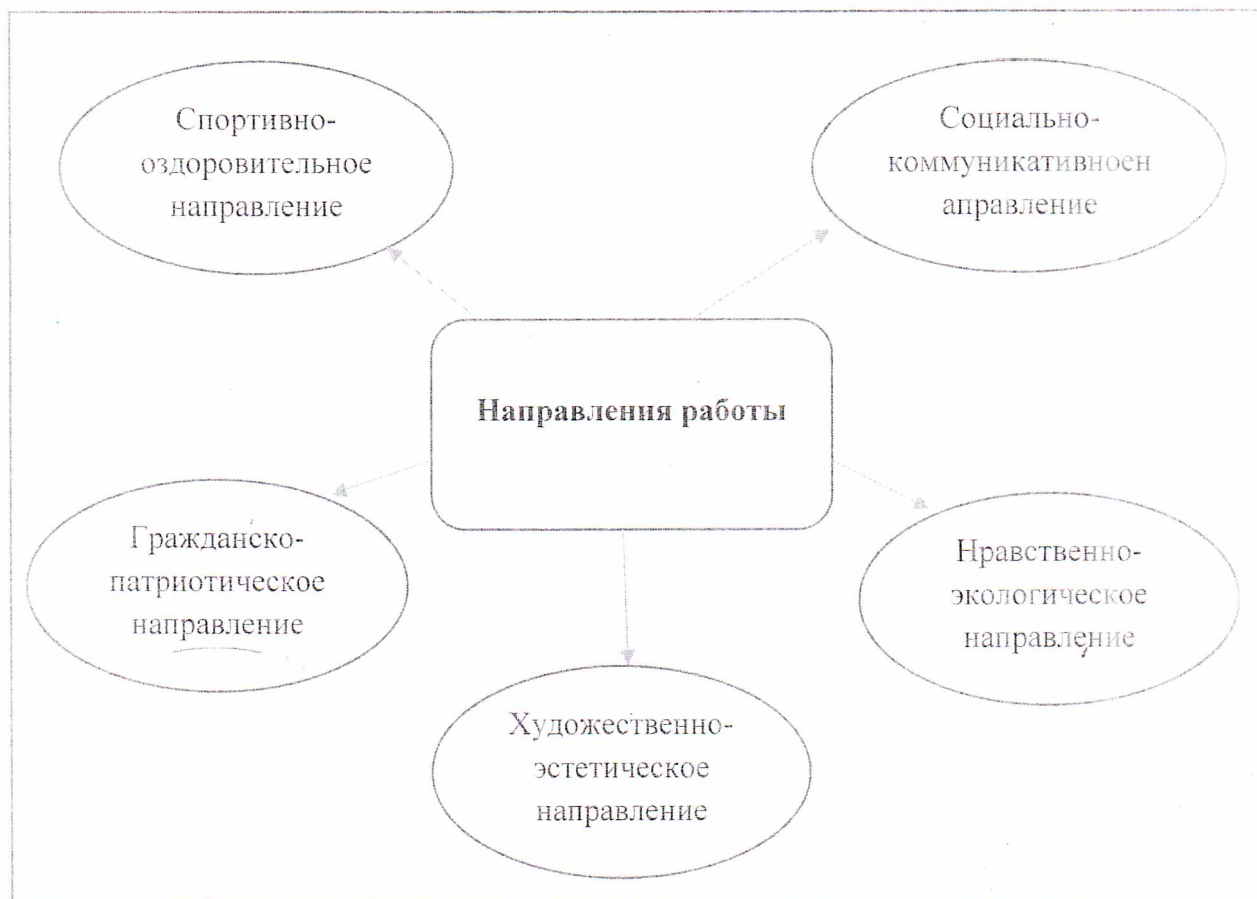 Спортивно-
оздоровительное
направление
Социально-
коммуникативноен
аправление
Направления работы
Гражданско-
патриотическое
направление
Нравственно-
экологическое
направление
Художественно-
эстетическое
направление